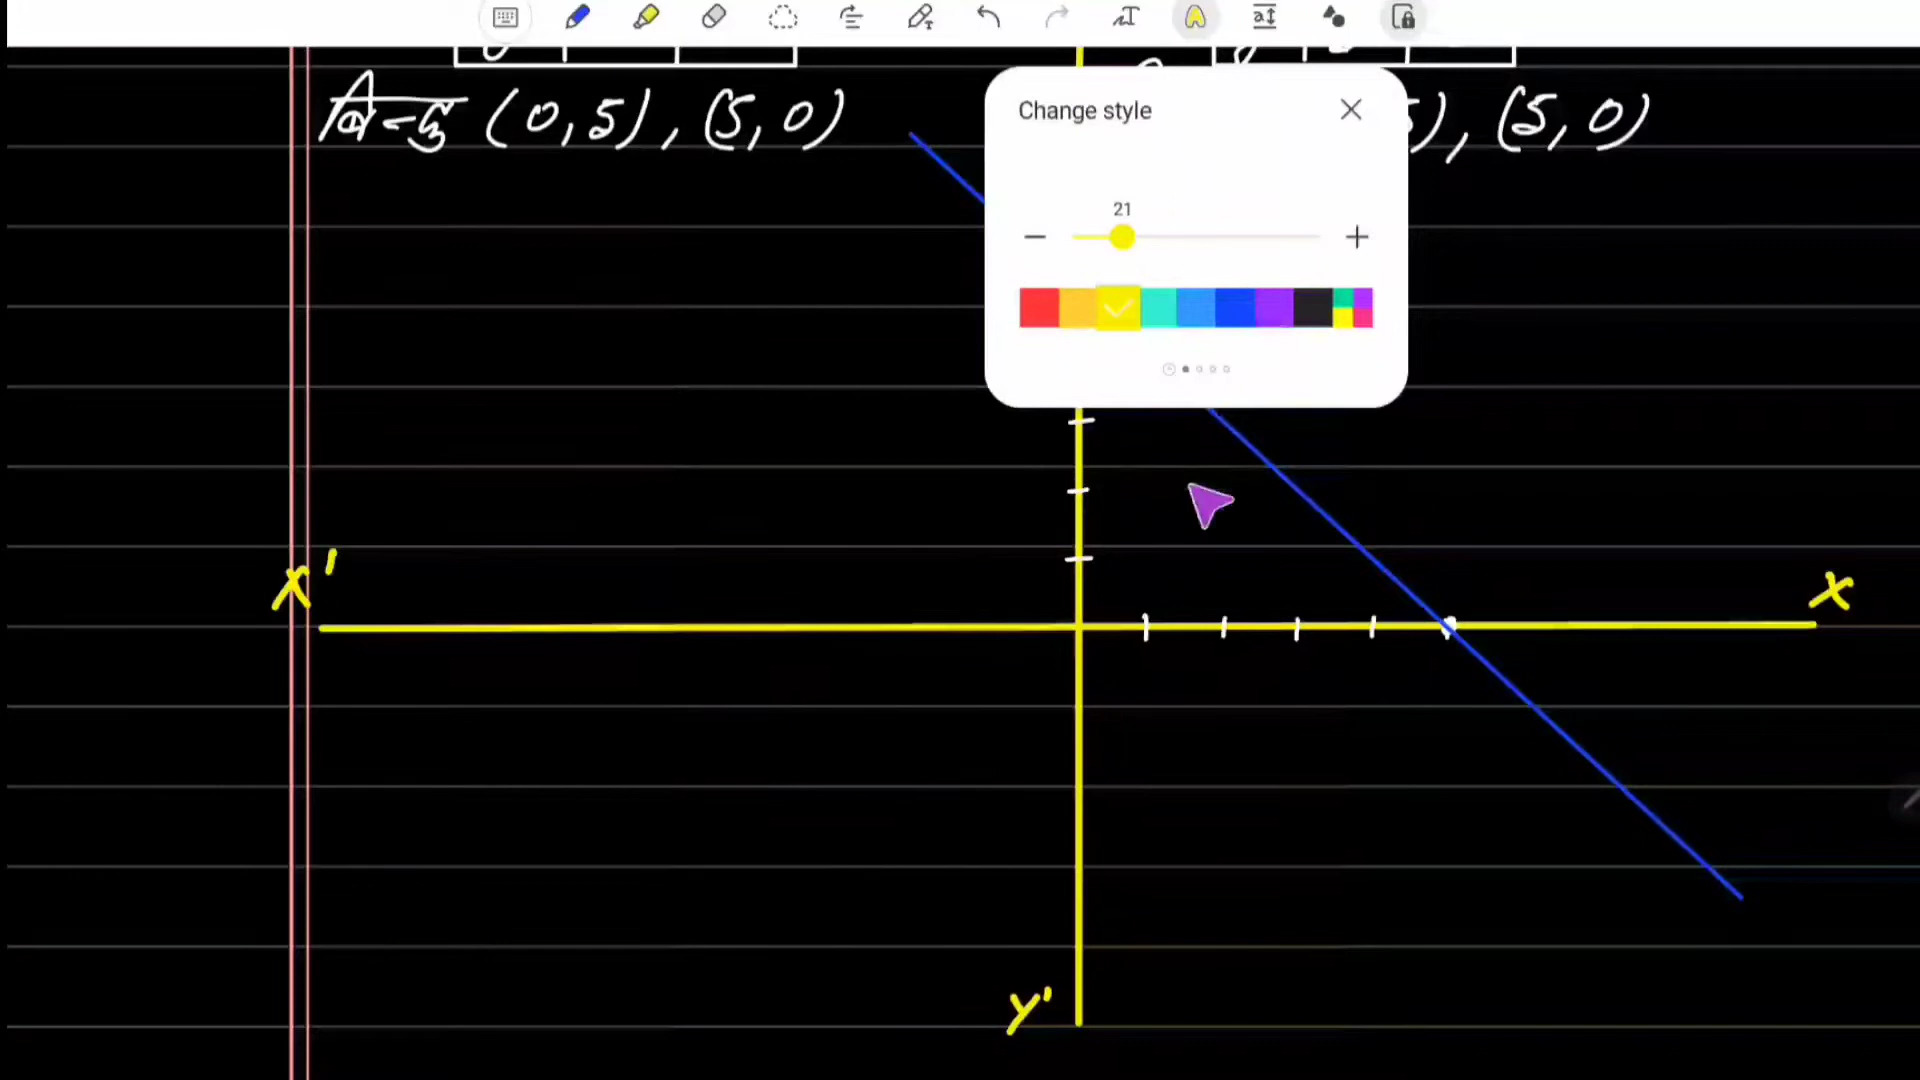 (0, 5), (5, 0)
), (5, 0)
Change style
21
X'
X
Y'